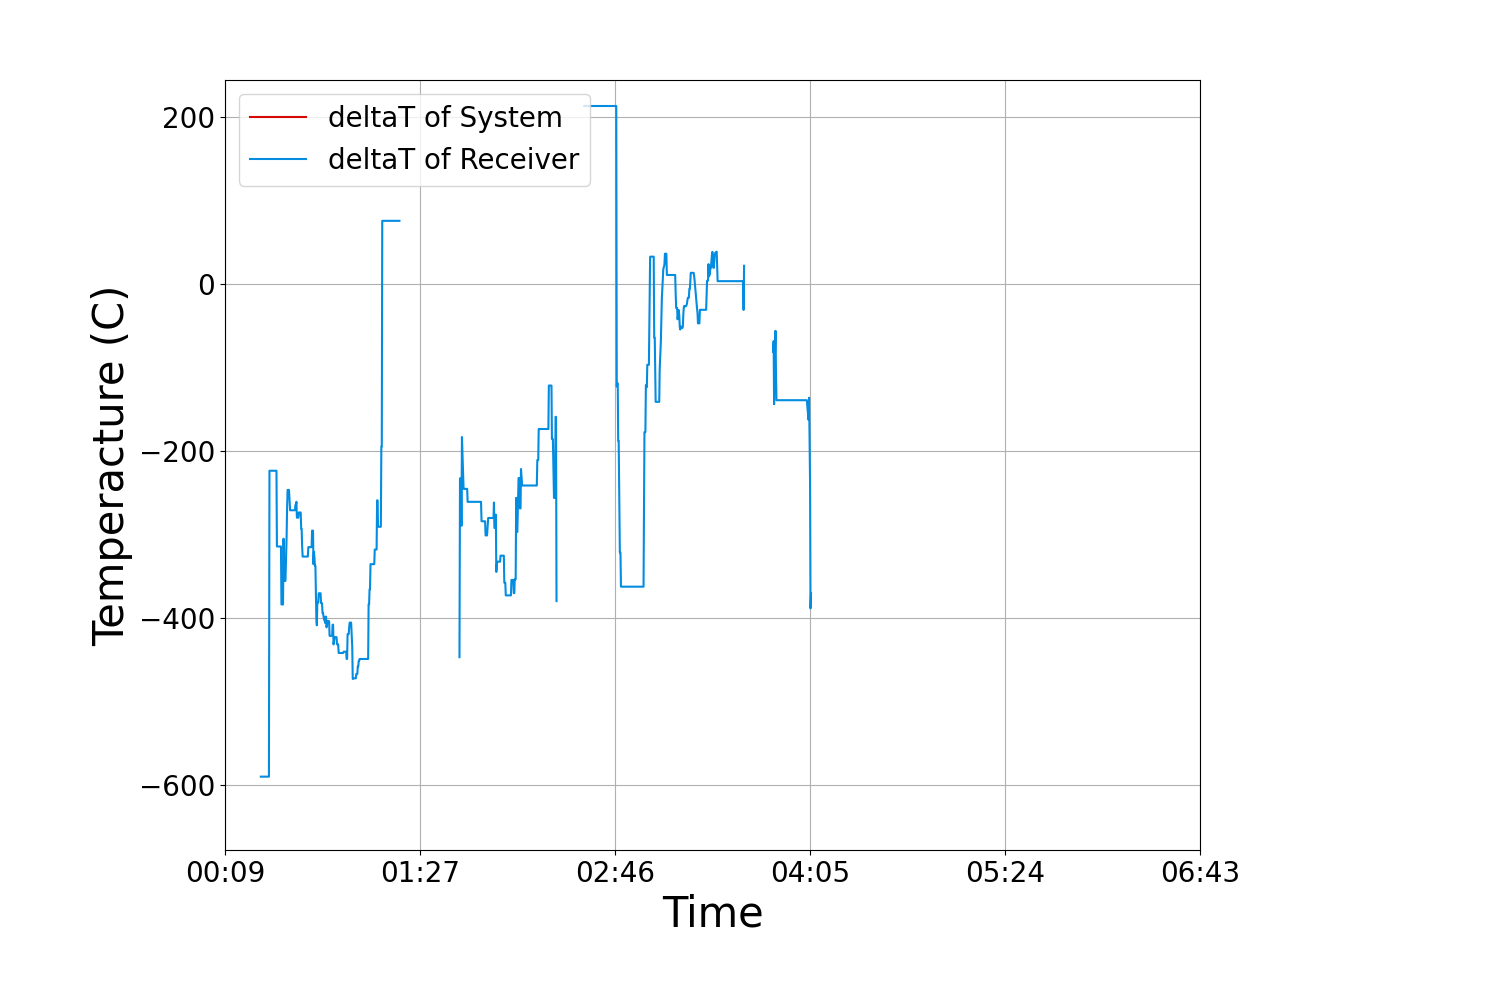 deltaT of System
deltaT of Receiver
200
0
−200
−400
−600
Temperacture (C)
00:09 01:27 02:46 04:05 05:24 06:43
Time